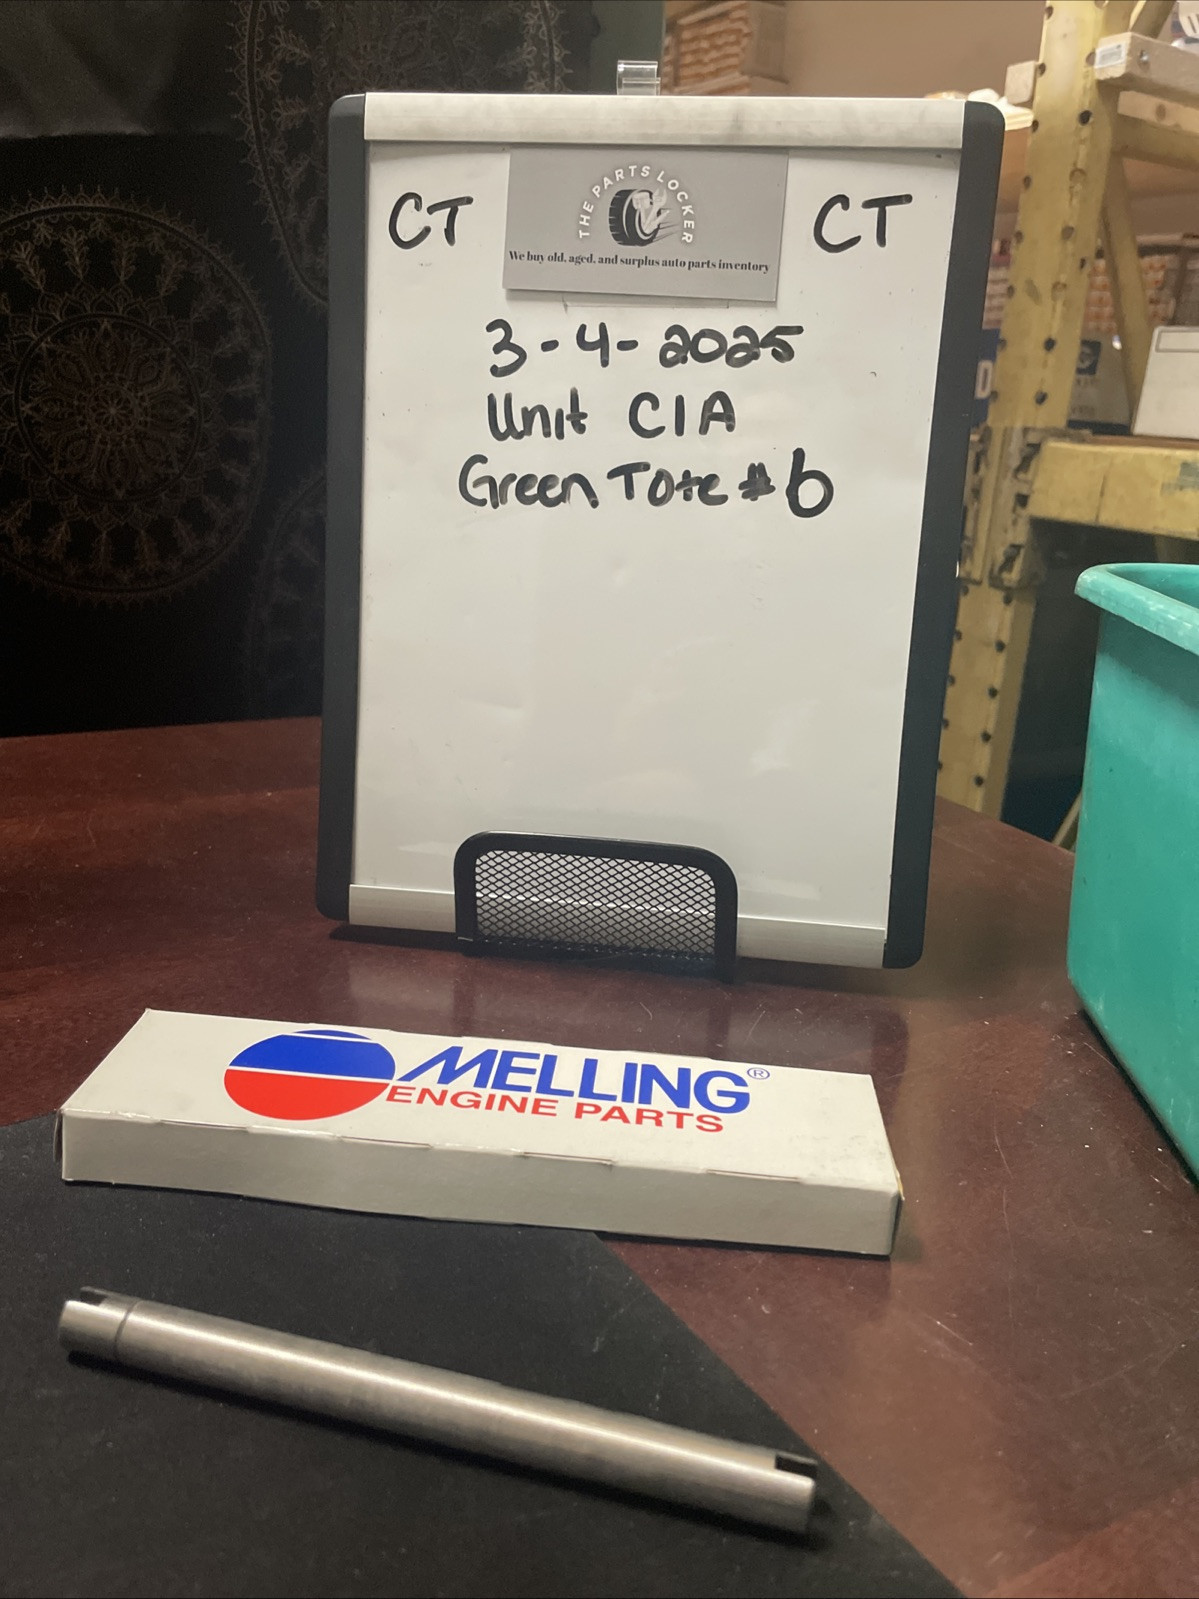 CT
THE PARTS LOCKER
We buy old, aged, and surplus auto parts inventory
CT
3-4-2025
Unit C1A
Green Tote #6
MELLING®
ENGINE PARTS